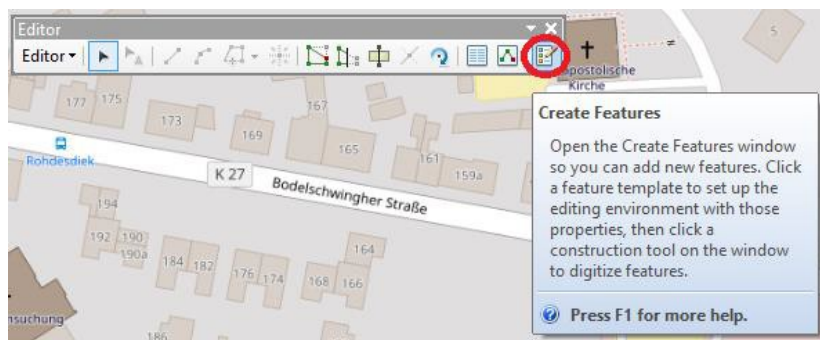 Editor
Editor
5
postolische
Kirche
177
175
173
169
167
165
161
159a
Rohdesdiek
K 27
Bodelschwingher Straße
194
192
190
190a
184
182
176
174
164
168
166
186
nsuchung
Create Features
Open the Create Features window
so you can add new features. Click
a feature template to set up the
editing environment with those
properties, then click a
construction tool on the window
to digitize features.
Press F1 for more help.